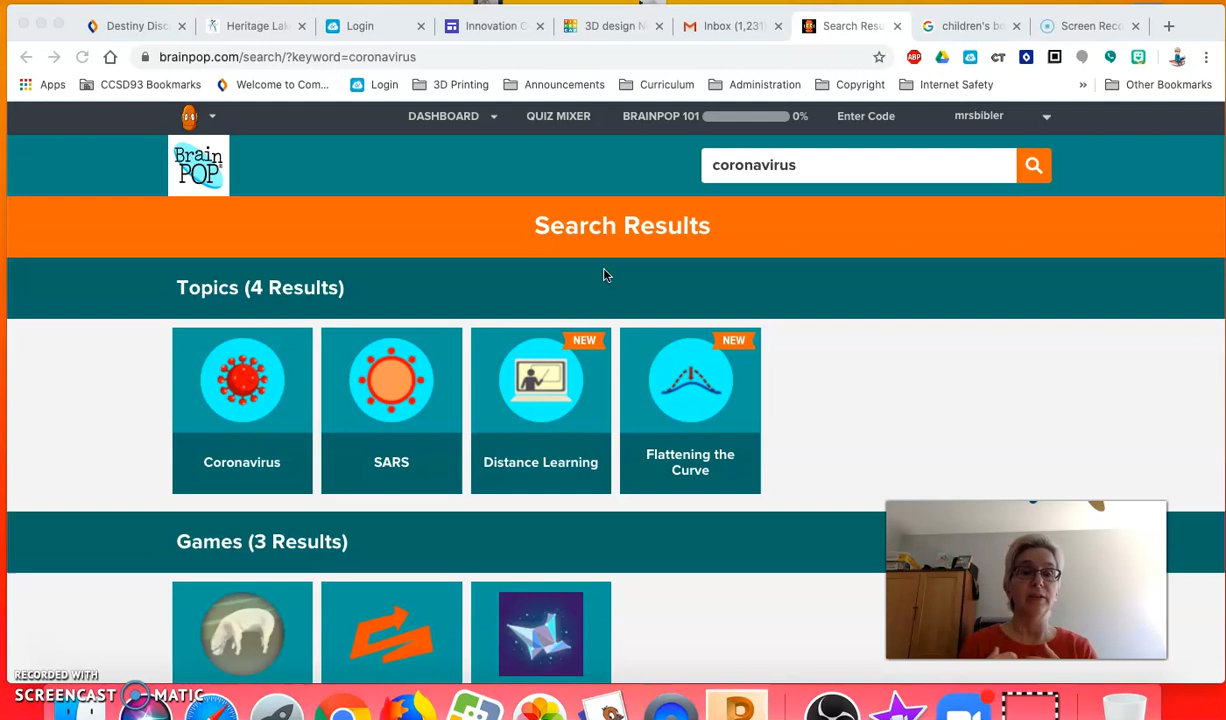 Destiny Disc
Heritage Lak
Login
Innovation C
3D design N
Inbox (1,231
Search Resu
children's bo
Screen Reco
brainpop.com/search/?keyword=coronavirus
ABP
Apps
CCSD93 Bookmarks
Welcome to Com...
Login
3D Printing
Announcements
Curriculum
Administration
Copyright
Internet Safety
»
Other Bookmarks
DASHBOARD
QUIZ MIXER
BRAINPOP 101
0%
Enter Code
mrsbibler
Brain
POP
coronavirus
Search Results
Topics (4 Results)
NEW
NEW
Coronavirus
SARS
Distance Learning
Flattening the
Curve
Games (3 Results)
RECORDED WITH
SCREENCAST MATIC